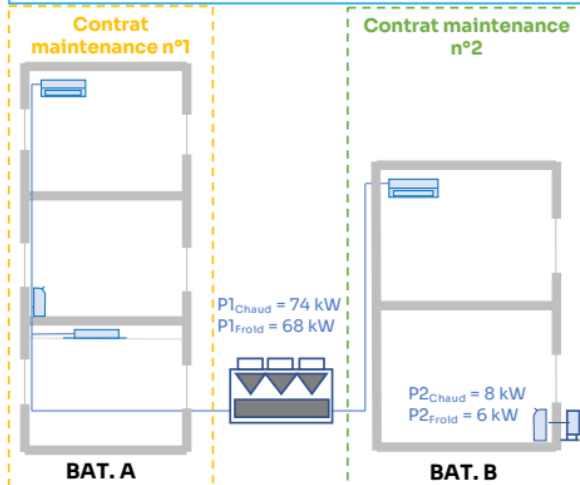 Contrat
maintenance n°1
Contrat maintenance
n°2
P1Chaud = 74 kW
P1Froid = 68 kW
P2Chaud = 8 kW
P2Froid = 6 kW
BAT. A
BAT. B